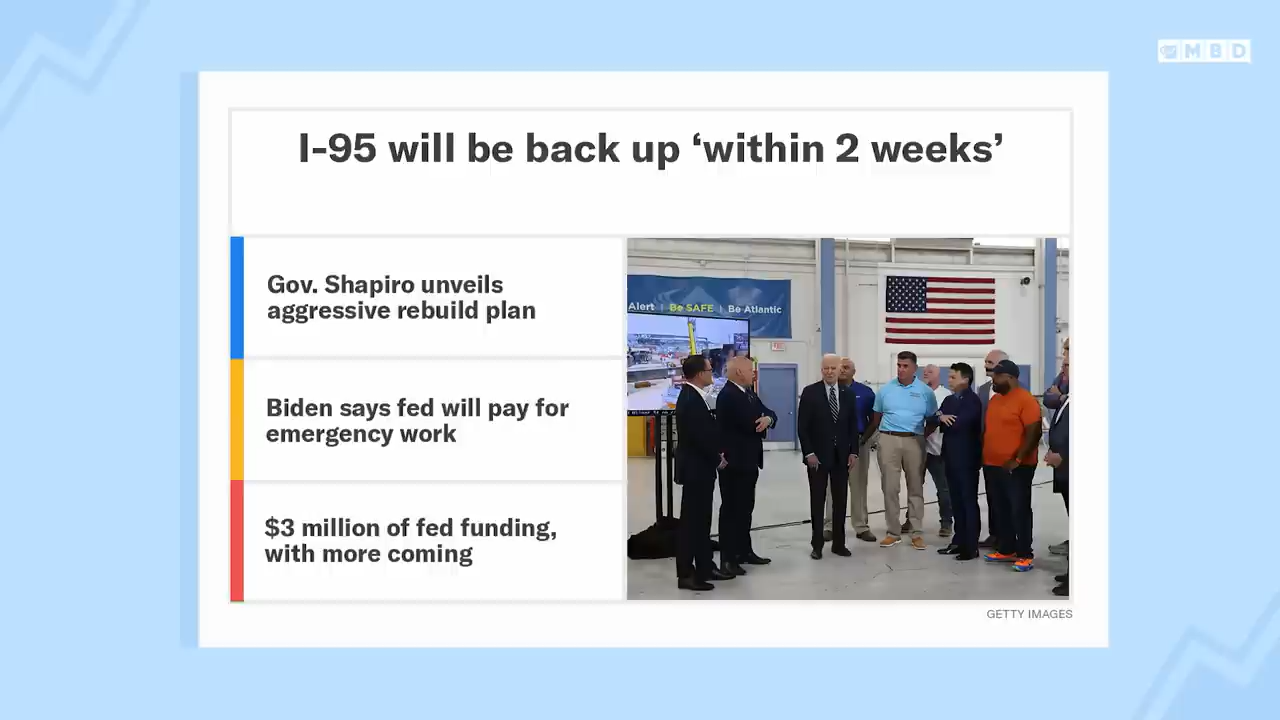 MBD
I-95 will be back up ‘within 2 weeks’
Gov. Shapiro unveils
aggressive rebuild plan
Biden says fed will pay for
emergency work
$3 million of fed funding,
with more coming
Alert | Be SAFE | Be Atlantic
GETTY IMAGES